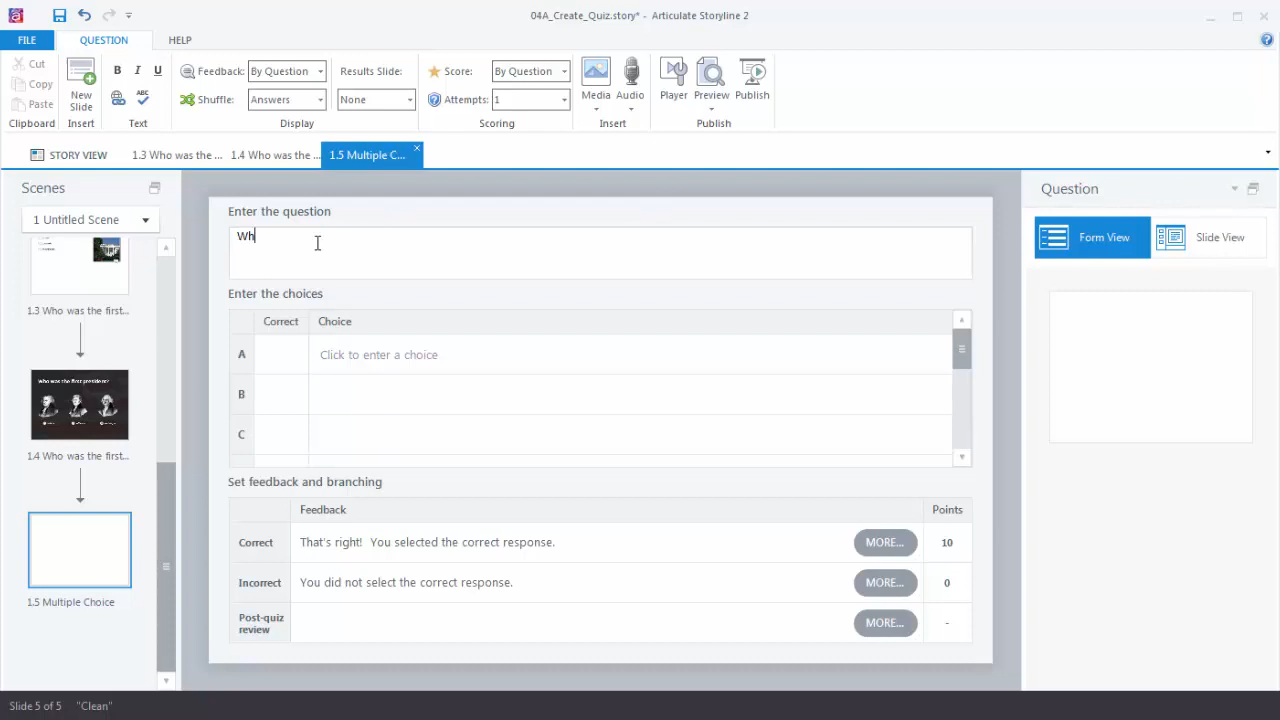 04A_Create_Quiz.story* - Articulate Storyline 2
FILE QUESTION HELP
Cut
Copy
Paste
Clipboard
New
Slide
Insert
B I U
ABC
Text
Feedback: By Question
Shuffle: Answers
Results Slide:
None
Display
Score: By Question
Attempts: 1
Scoring
Media
Audio
Insert
Player
Preview
Publish
Publish
STORY VIEW 1.3 Who was the ... 1.4 Who was the ... 1.5 Multiple C...
Scenes
1 Untitled Scene
1.3 Who was the first...
Who was the first president?
1.4 Who was the first...
1.5 Multiple Choice
Enter the question
Wh
Enter the choices
Correct Choice
A Click to enter a choice
B
C
Set feedback and branching
Feedback Points
Correct That's right! You selected the correct response. MORE... 10
Incorrect You did not select the correct response. MORE... 0
Post-quiz
review MORE... -
Question
Form View Slide View
Slide 5 of 5 "Clean"